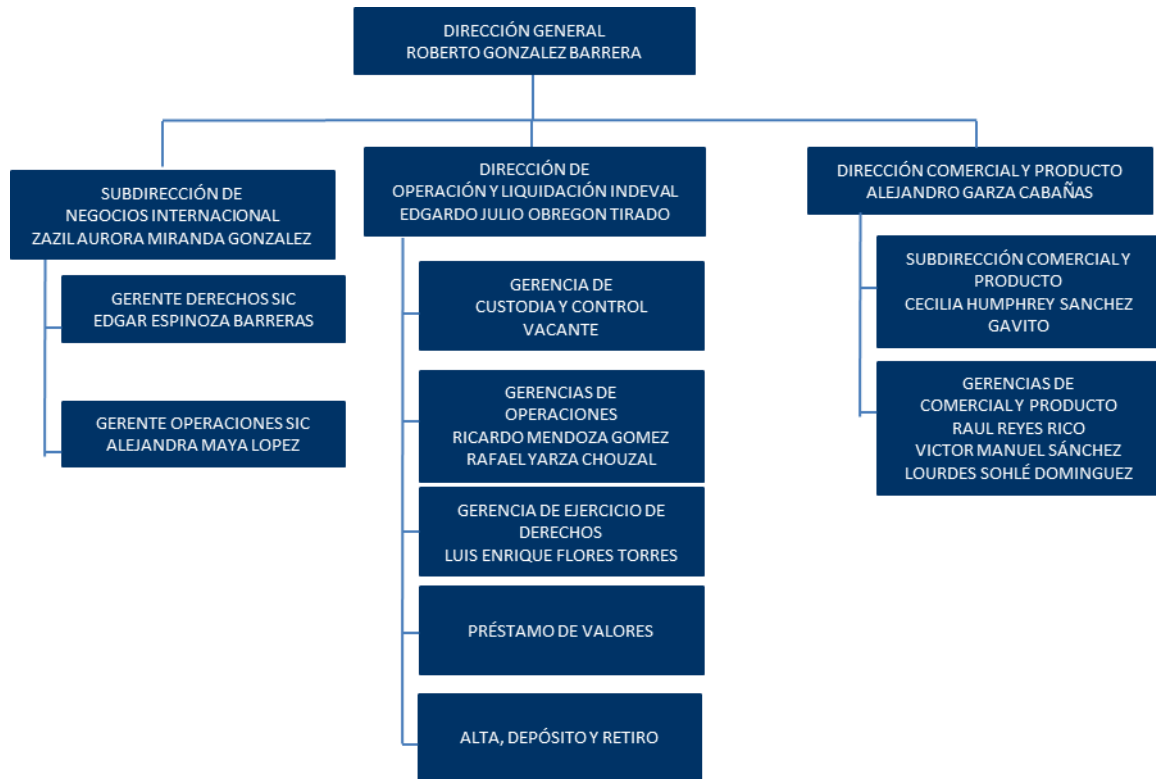 DIRECCIÓN GENERAL
ROBERTO GONZALEZ BARRERA
SUBDIRECCIÓN DE
NEGOCIOS INTERNACIONAL
ZAZIL AURORA MIRANDA GONZALEZ
GERENTE DERECHOS SIC
EDGAR ESPINOZA BARRERAS
GERENTE OPERACIONES SIC
ALEJANDRA MAYA LOPEZ
DIRECCIÓN DE
OPERACIÓN Y LIQUIDACIÓN INDEVAL
EDGARDO JULIO OBREGON TIRADO
GERENCIA DE
CUSTODIA Y CONTROL
VACANTE
GERENCIAS DE
OPERACIONES
RICARDO MENDOZA GOMEZ
RAFAEL YARZA CHOUZAL
GERENCIA DE EJERCICIO DE
DERECHOS
LUIS ENRIQUE FLORES TORRES
PRÉSTAMO DE VALORES
ALTA, DEPÓSITO Y RETIRO
DIRECCIÓN COMERCIAL Y PRODUCTO
ALEJANDRO GARZA CABAÑAS
SUBDIRECCIÓN COMERCIAL Y
PRODUCTO
CECILIA HUMPHREY SANCHEZ
GAVITO
GERENCIAS DE
COMERCIAL Y PRODUCTO
RAUL REYES RICO
VICTOR MANUEL SÁNCHEZ
LOURDES SOHLÉ DOMINGUEZ